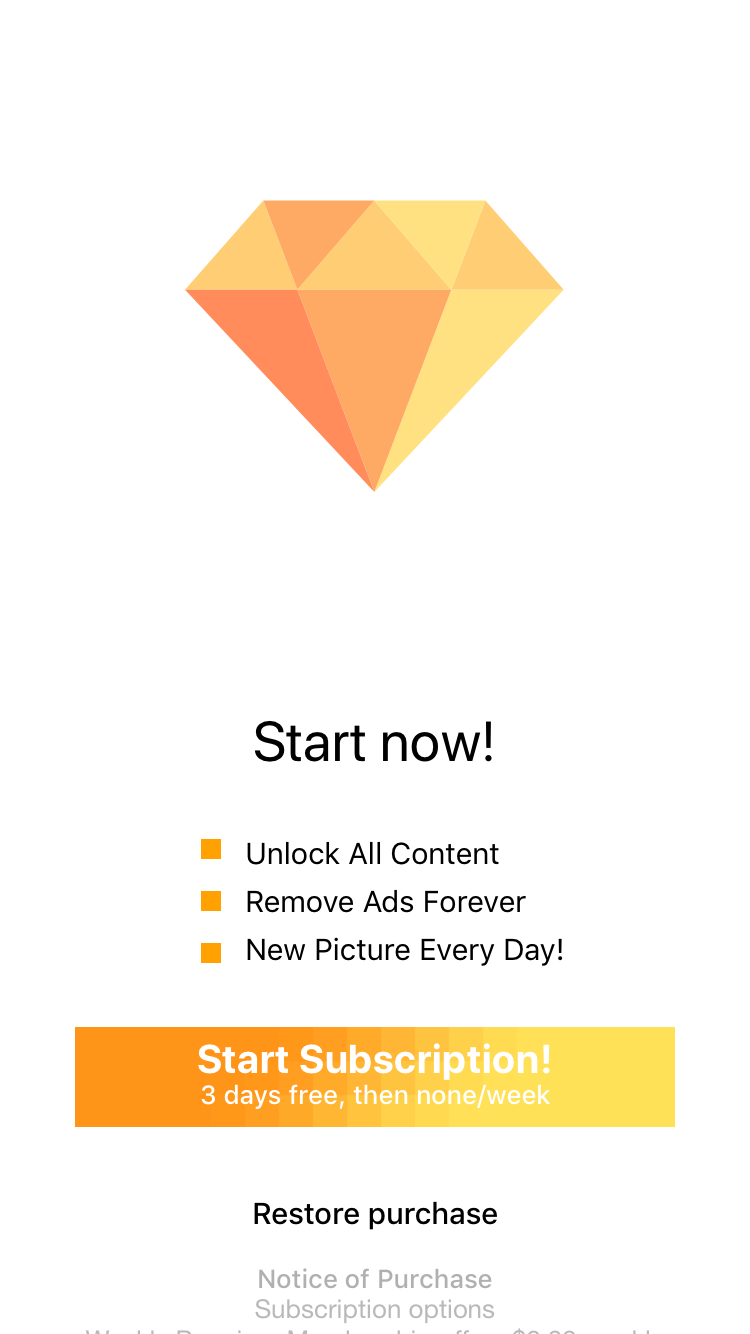 Start now!
Unlock All Content
Remove Ads Forever
New Picture Every Day!
Start Subscription!
3 days free, then none/week
Restore purchase
Notice of Purchase
Subscription options